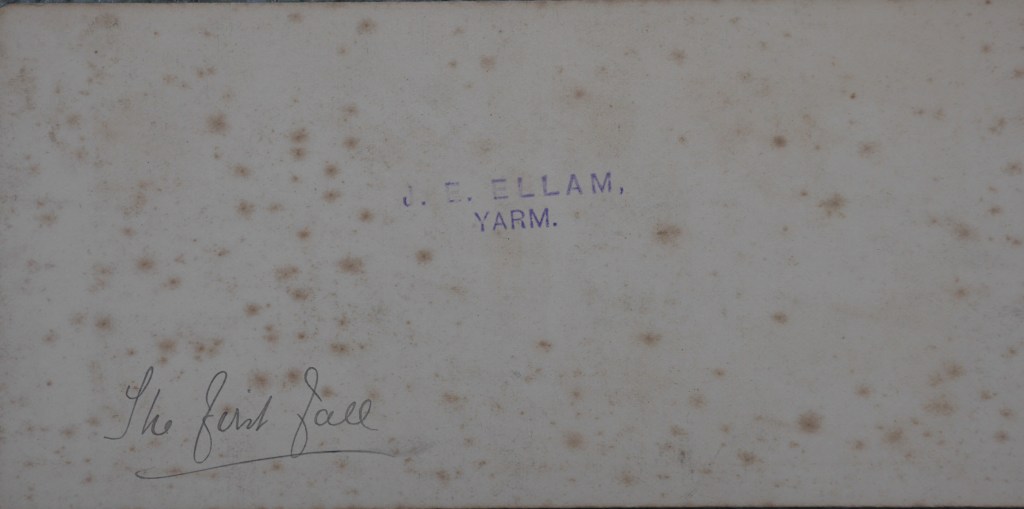 J. E. ELLAM,
YARM.
The first fall